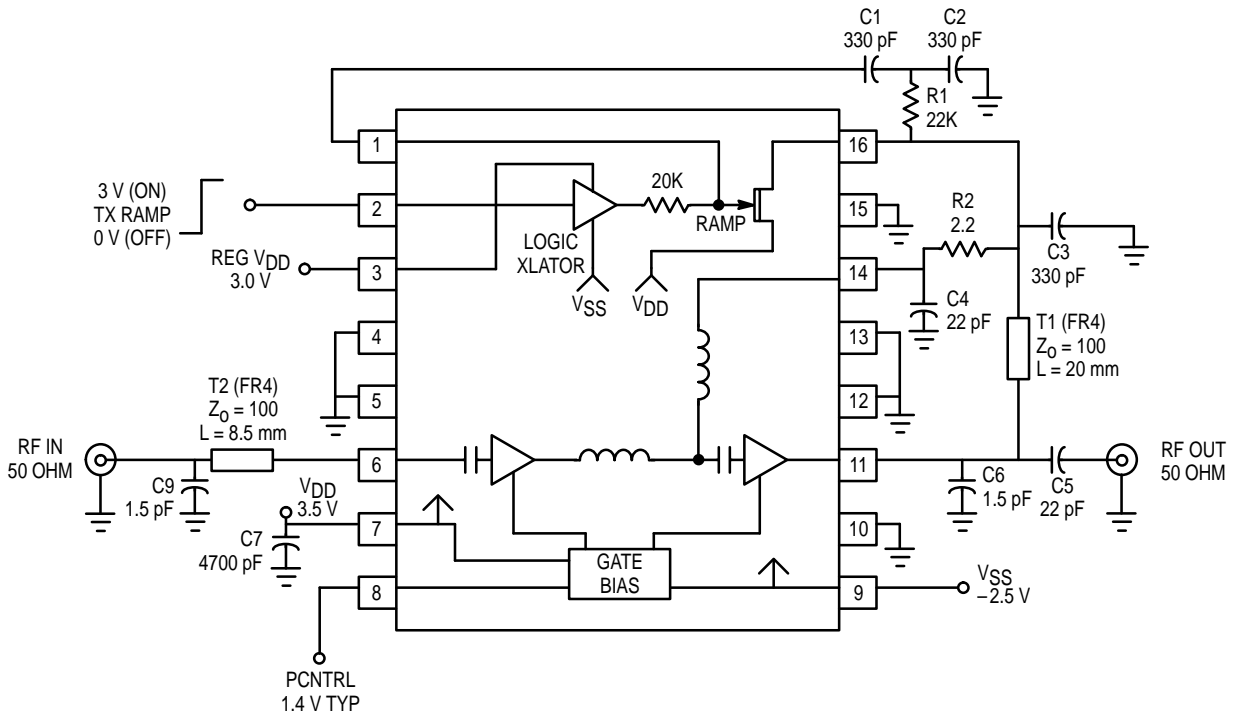 C1
330 pF
C2
330 pF
R1
22K
1
16
3 V (ON)
TX RAMP
0 V (OFF)
2
20K
RAMP
15
R2
2.2
LOGIC
XLATOR
REG VDD
3.0 V
3
VSS
VDD
14
C3
330 pF
C4
22 pF
4
13
T1 (FR4)
Zo = 100
L = 20 mm
T2 (FR4)
Zo = 100
L = 8.5 mm
5
12
RF IN
50 OHM
6
11
RF OUT
50 OHM
C9
1.5 pF
C6
1.5 pF
C5
22 pF
VDD
3.5 V
7
10
C7
4700 pF
GATE
BIAS
8
9
VSS
–2.5 V
PCNTRL
1.4 V TYP